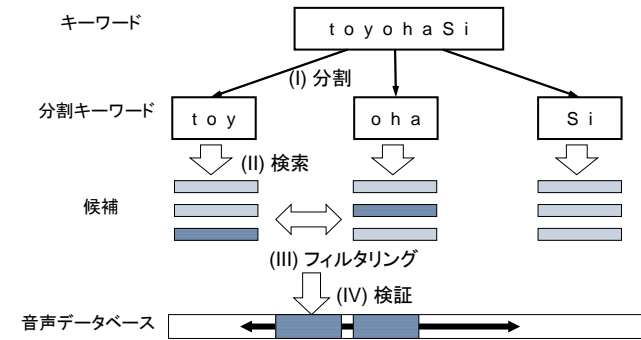 キーワード
t o y o h a S i
(I) 分割
分割キーワード
t o y
o h a
S i
(II) 検索
候補
(III) フィルタリング
(IV) 検証
音声データベース